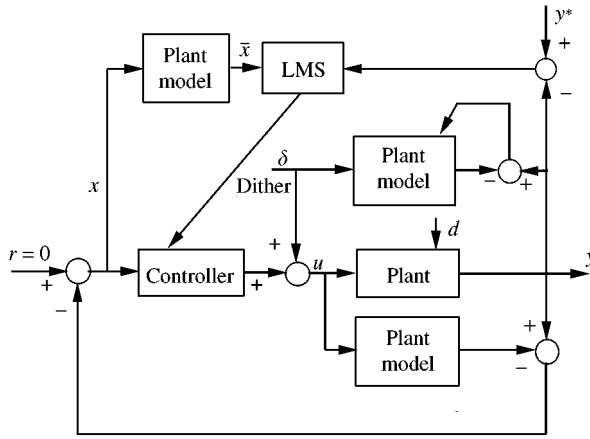 y*
+
−
Plant
model
x̄
LMS
x
δ
Dither
Plant
model
−
+
d
r = 0
+
−
Controller
+
+
u
Plant
y
Plant
model
+
−